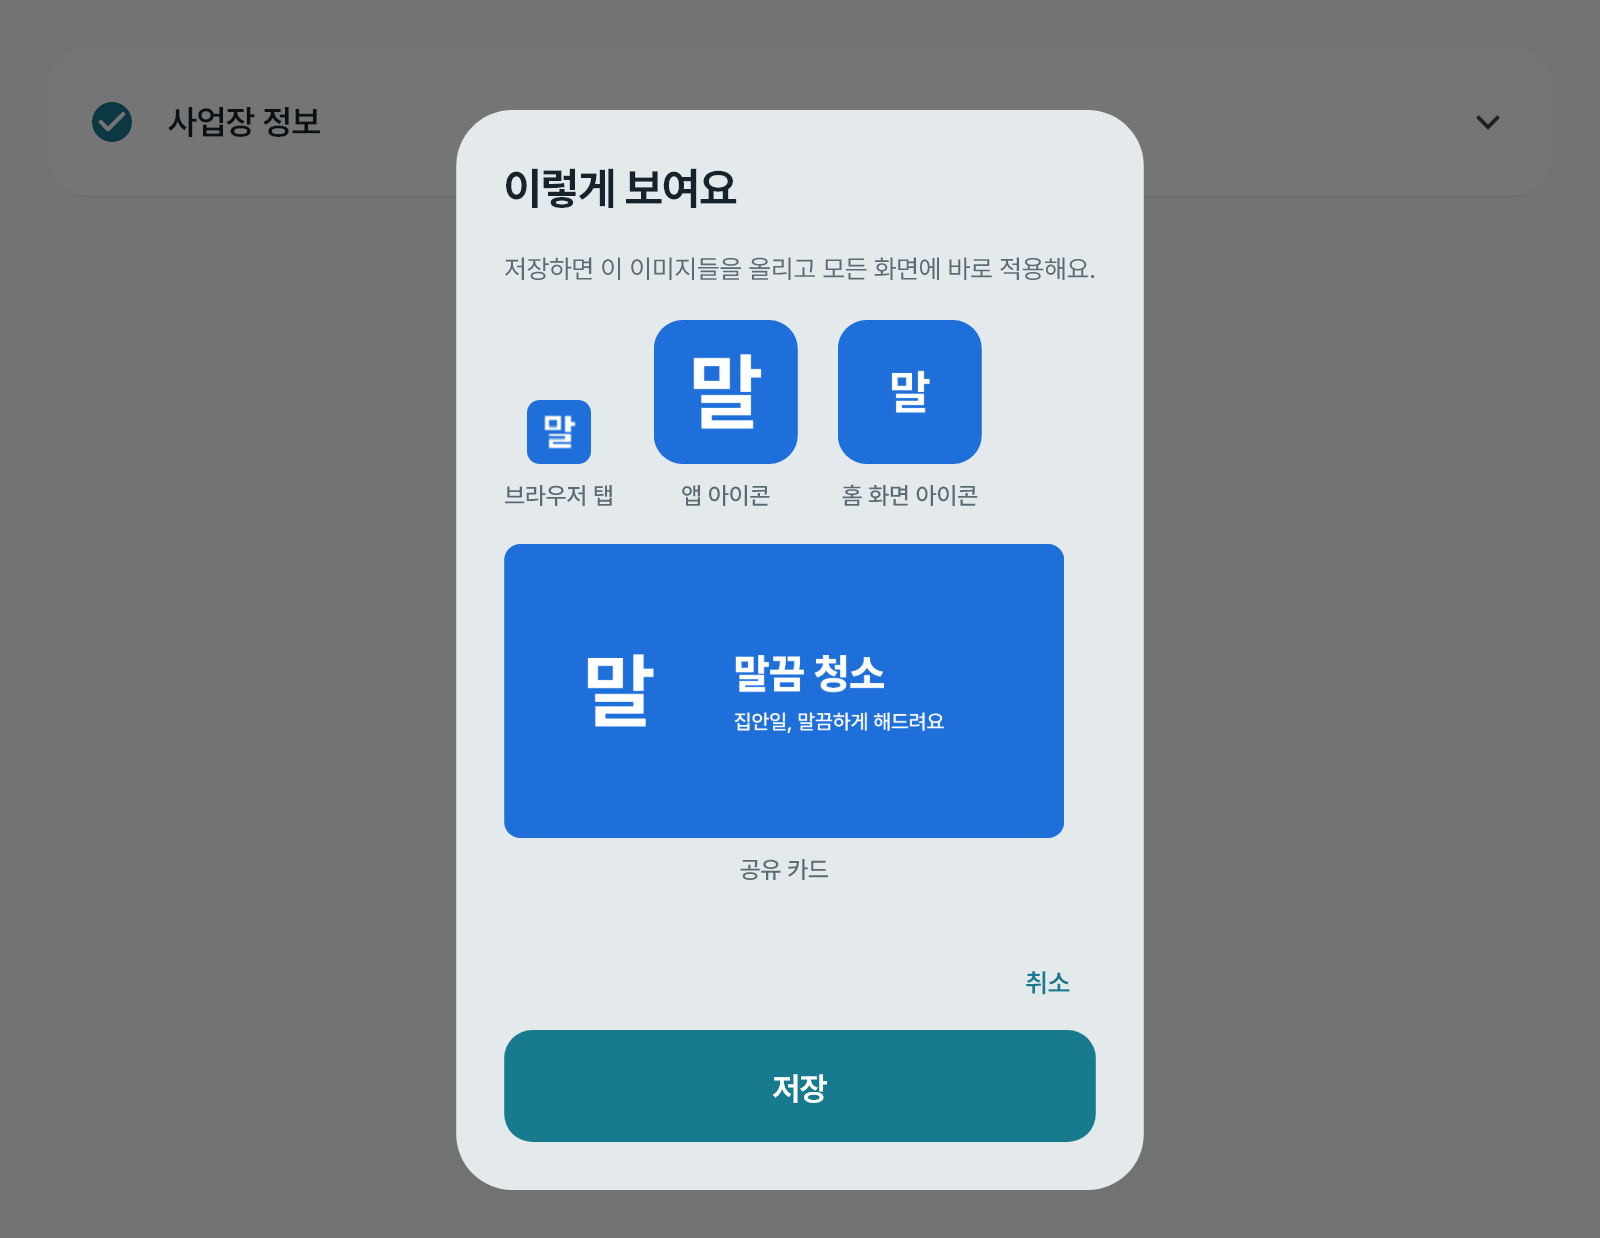 사업장 정보
이렇게 보여요
저장하면 이 이미지들을 올리고 모든 화면에 바로 적용해요.
말
말
말
브라우저 탭
앱 아이콘
홈 화면 아이콘
말
말끔 청소
집안일, 말끔하게 해드려요
공유 카드
취소
저장